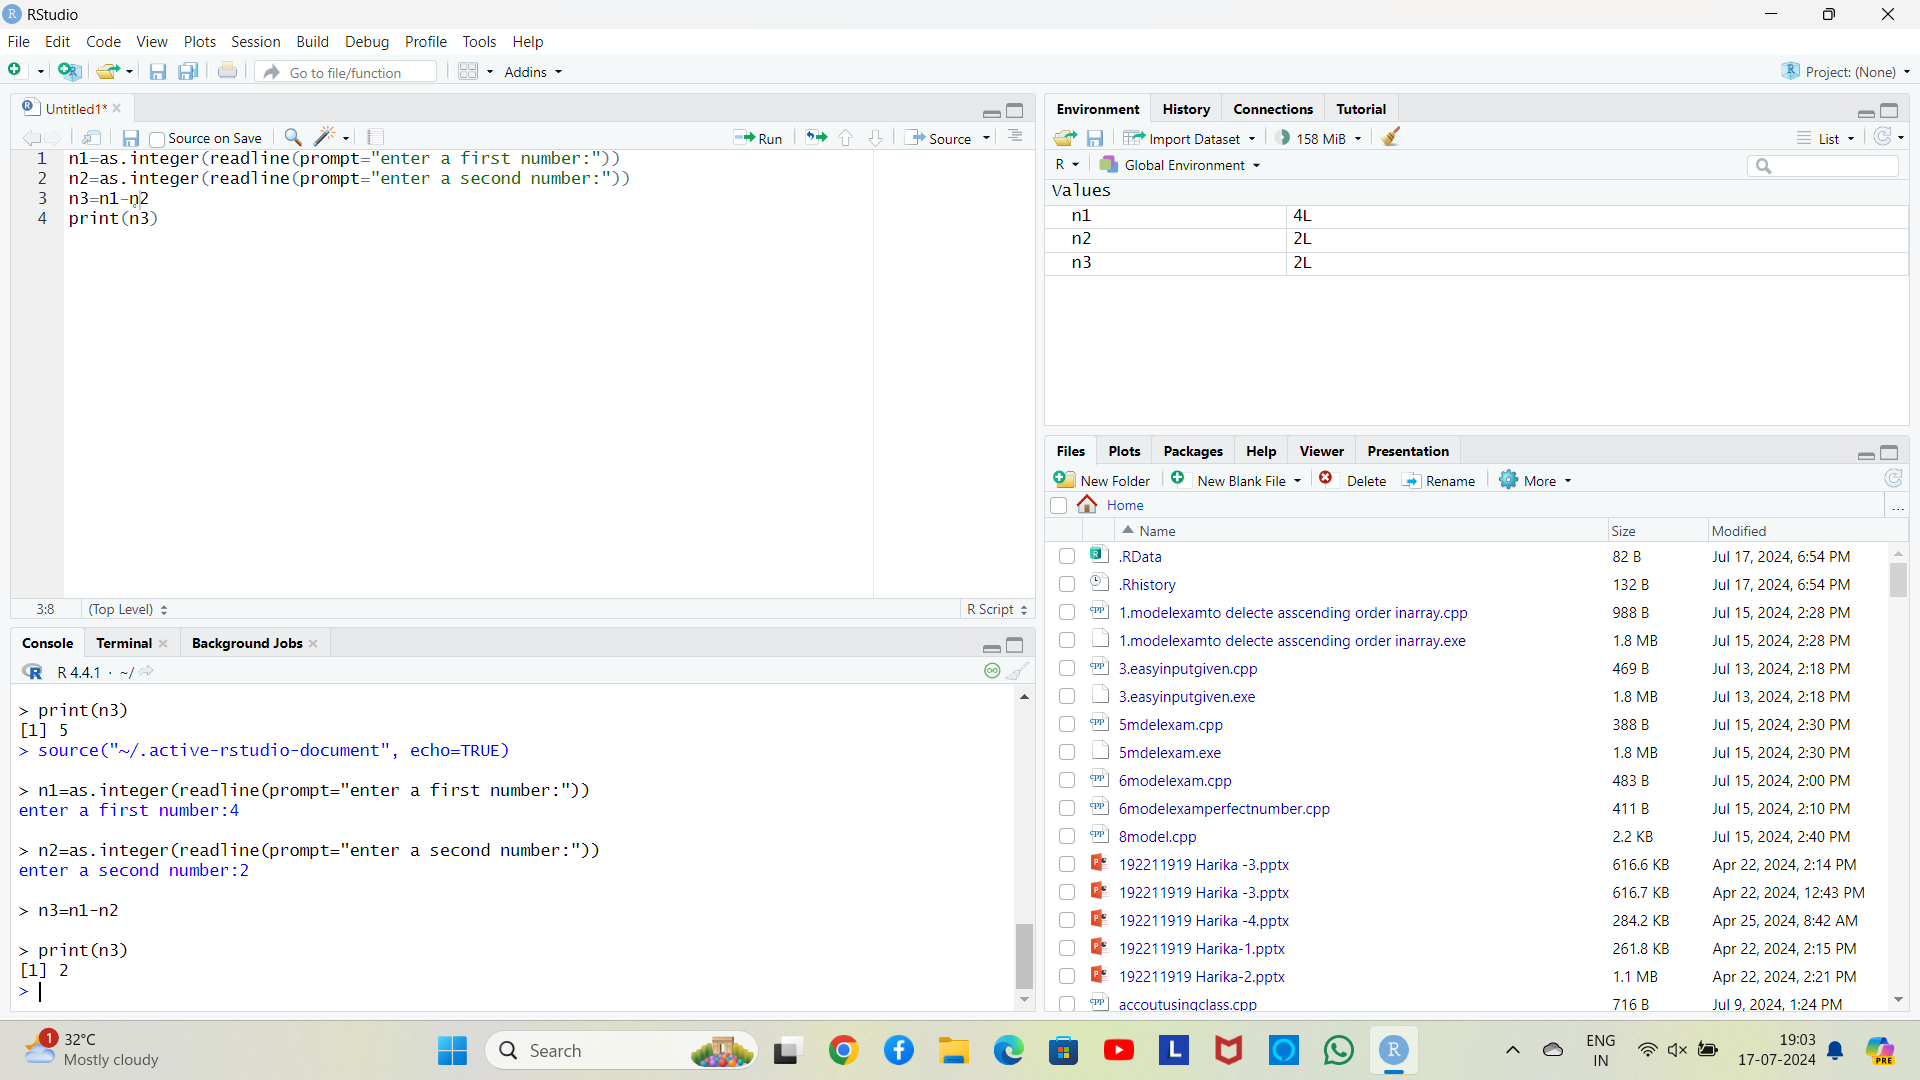 RStudio
File Edit Code View Plots Session Build Debug Profile Tools Help
Go to file/function Addins Project: (None)
Untitled1*
Source on Save Run Source
1 n1=as.integer(readline(prompt="enter a first number:"))
2 n2=as.integer(readline(prompt="enter a second number:"))
3 n3=n1-n2
4 print(n3)
3:8 (Top Level) R Script
Console Terminal Background Jobs
R 4.4.1 · ~/
> print(n3)
[1] 5
> source("~/.active-rstudio-document", echo=TRUE)
> n1=as.integer(readline(prompt="enter a first number:"))
enter a first number:4
> n2=as.integer(readline(prompt="enter a second number:"))
enter a second number:2
> n3=n1-n2
> print(n3)
[1] 2
>
Environment History Connections Tutorial
Import Dataset 158 MiB List
R Global Environment
Values
n1 4L
n2 2L
n3 2L
Files Plots Packages Help Viewer Presentation
New Folder New Blank File Delete Rename More
Home ...
Name Size Modified
.RData 82 B Jul 17, 2024, 6:54 PM
.Rhistory 132 B Jul 17, 2024, 6:54 PM
1.modelexamto delecte asscending order inarray.cpp 988 B Jul 15, 2024, 2:28 PM
1.modelexamto delecte asscending order inarray.exe 1.8 MB Jul 15, 2024, 2:28 PM
3.easyinputgiven.cpp 469 B Jul 13, 2024, 2:18 PM
3.easyinputgiven.exe 1.8 MB Jul 13, 2024, 2:18 PM
5mdelexam.cpp 388 B Jul 15, 2024, 2:30 PM
5mdelexam.exe 1.8 MB Jul 15, 2024, 2:30 PM
6modelexam.cpp 483 B Jul 15, 2024, 2:00 PM
6modelexamperfectnumber.cpp 411 B Jul 15, 2024, 2:10 PM
8model.cpp 2.2 KB Jul 15, 2024, 2:40 PM
192211919 Harika -3.pptx 616.6 KB Apr 22, 2024, 2:14 PM
192211919 Harika -3.pptx 616.7 KB Apr 22, 2024, 12:43 PM
192211919 Harika -4.pptx 284.2 KB Apr 25, 2024, 8:42 AM
192211919 Harika-1.pptx 261.8 KB Apr 22, 2024, 2:15 PM
192211919 Harika-2.pptx 1.1 MB Apr 22, 2024, 2:21 PM
accoutusingclass.cpp 716 B Jul 9, 2024, 1:24 PM
1 32°C
Mostly cloudy
Search
ENG
IN
19:03
17-07-2024
PRE